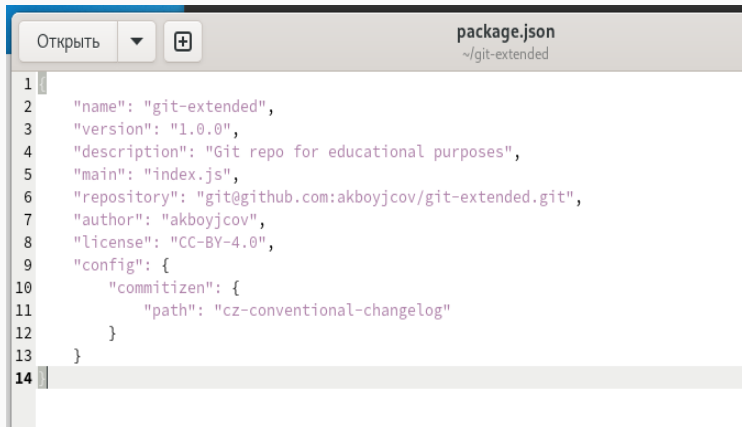 Открыть
package.json
~/git-extended
1 {
2     "name": "git-extended",
3     "version": "1.0.0",
4     "description": "Git repo for educational purposes",
5     "main": "index.js",
6     "repository": "git@github.com:akboyjcov/git-extended.git",
7     "author": "akboyjcov",
8     "license": "CC-BY-4.0",
9     "config": {
10         "commitizen": {
11             "path": "cz-conventional-changelog"
12         }
13     }
14 }